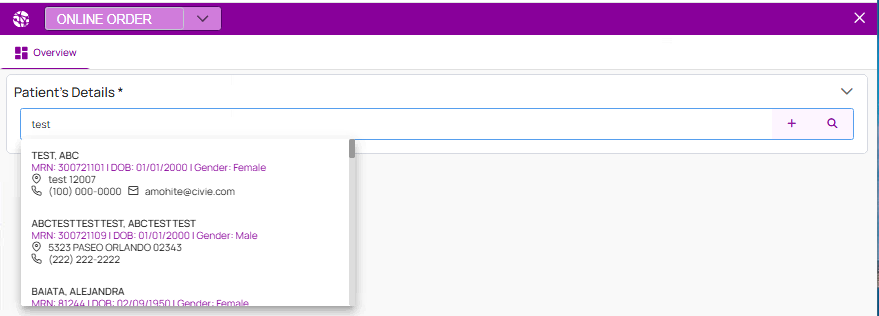 ONLINE ORDER
Overview
Patient's Details *
test
TEST, ABC
MRN: 300721101 | DOB: 01/01/2000 | Gender: Female
test 12007
(100) 000-0000 amohite@civie.com
ABCTESTTESTTEST, ABCTESTTEST
MRN: 300721109 | DOB: 01/01/2000 | Gender: Male
5323 PASEO ORLANDO 02343
(222) 222-2222
BAIATA, ALEJANDRA
MRN: 81244 | DOB: 02/09/1950 | Gender: Female